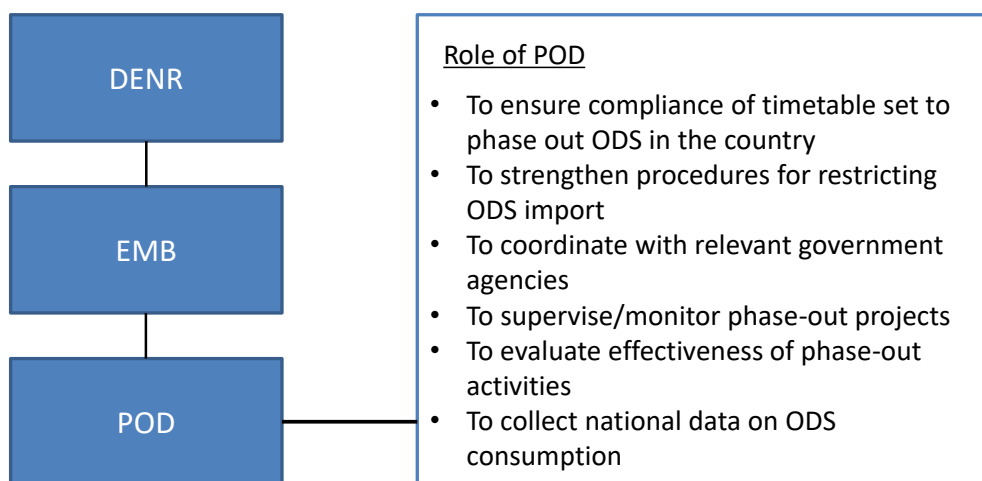 DENR
EMB
POD
Role of POD
• To ensure compliance of timetable set to
phase out ODS in the country
• To strengthen procedures for restricting
ODS import
• To coordinate with relevant government
agencies
• To supervise/monitor phase-out projects
• To evaluate effectiveness of phase-out
activities
• To collect national data on ODS
consumption